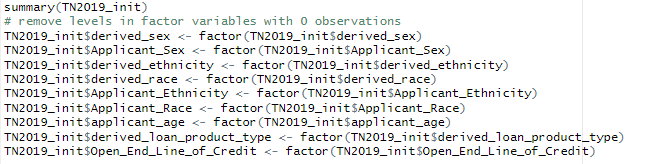 summary(TN2019_init)
# remove levels in factor variables with 0 observations
TN2019_init$derived_sex <- factor(TN2019_init$derived_sex)
TN2019_init$Applicant_Sex <- factor(TN2019_init$Applicant_Sex)
TN2019_init$derived_ethnicity <- factor(TN2019_init$derived_ethnicity)
TN2019_init$derived_race <- factor(TN2019_init$derived_race)
TN2019_init$Applicant_Ethnicity <- factor(TN2019_init$Applicant_Ethnicity)
TN2019_init$Applicant_Race <- factor(TN2019_init$Applicant_Race)
TN2019_init$applicant_age <- factor(TN2019_init$applicant_age)
TN2019_init$derived_loan_product_type <- factor(TN2019_init$derived_loan_product_type)
TN2019_init$Open_End_Line_of_Credit <- factor(TN2019_init$Open_End_Line_of_Credit)